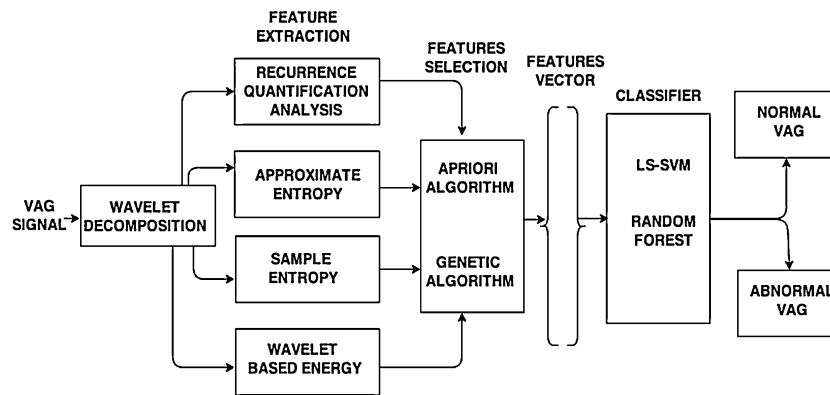 FEATURE
EXTRACTION
FEATURES
SELECTION
FEATURES
VECTOR
CLASSIFIER
RECURRENCE
QUANTIFICATION
ANALYSIS
NORMAL
VAG
APPROXIMATE
ENTROPY
APRIORI
ALGORITHM
LS-SVM
VAG
SIGNAL
WAVELET
DECOMPOSITION
RANDOM
FOREST
SAMPLE
ENTROPY
GENETIC
ALGORITHM
ABNORMAL
VAG
WAVELET
BASED ENERGY